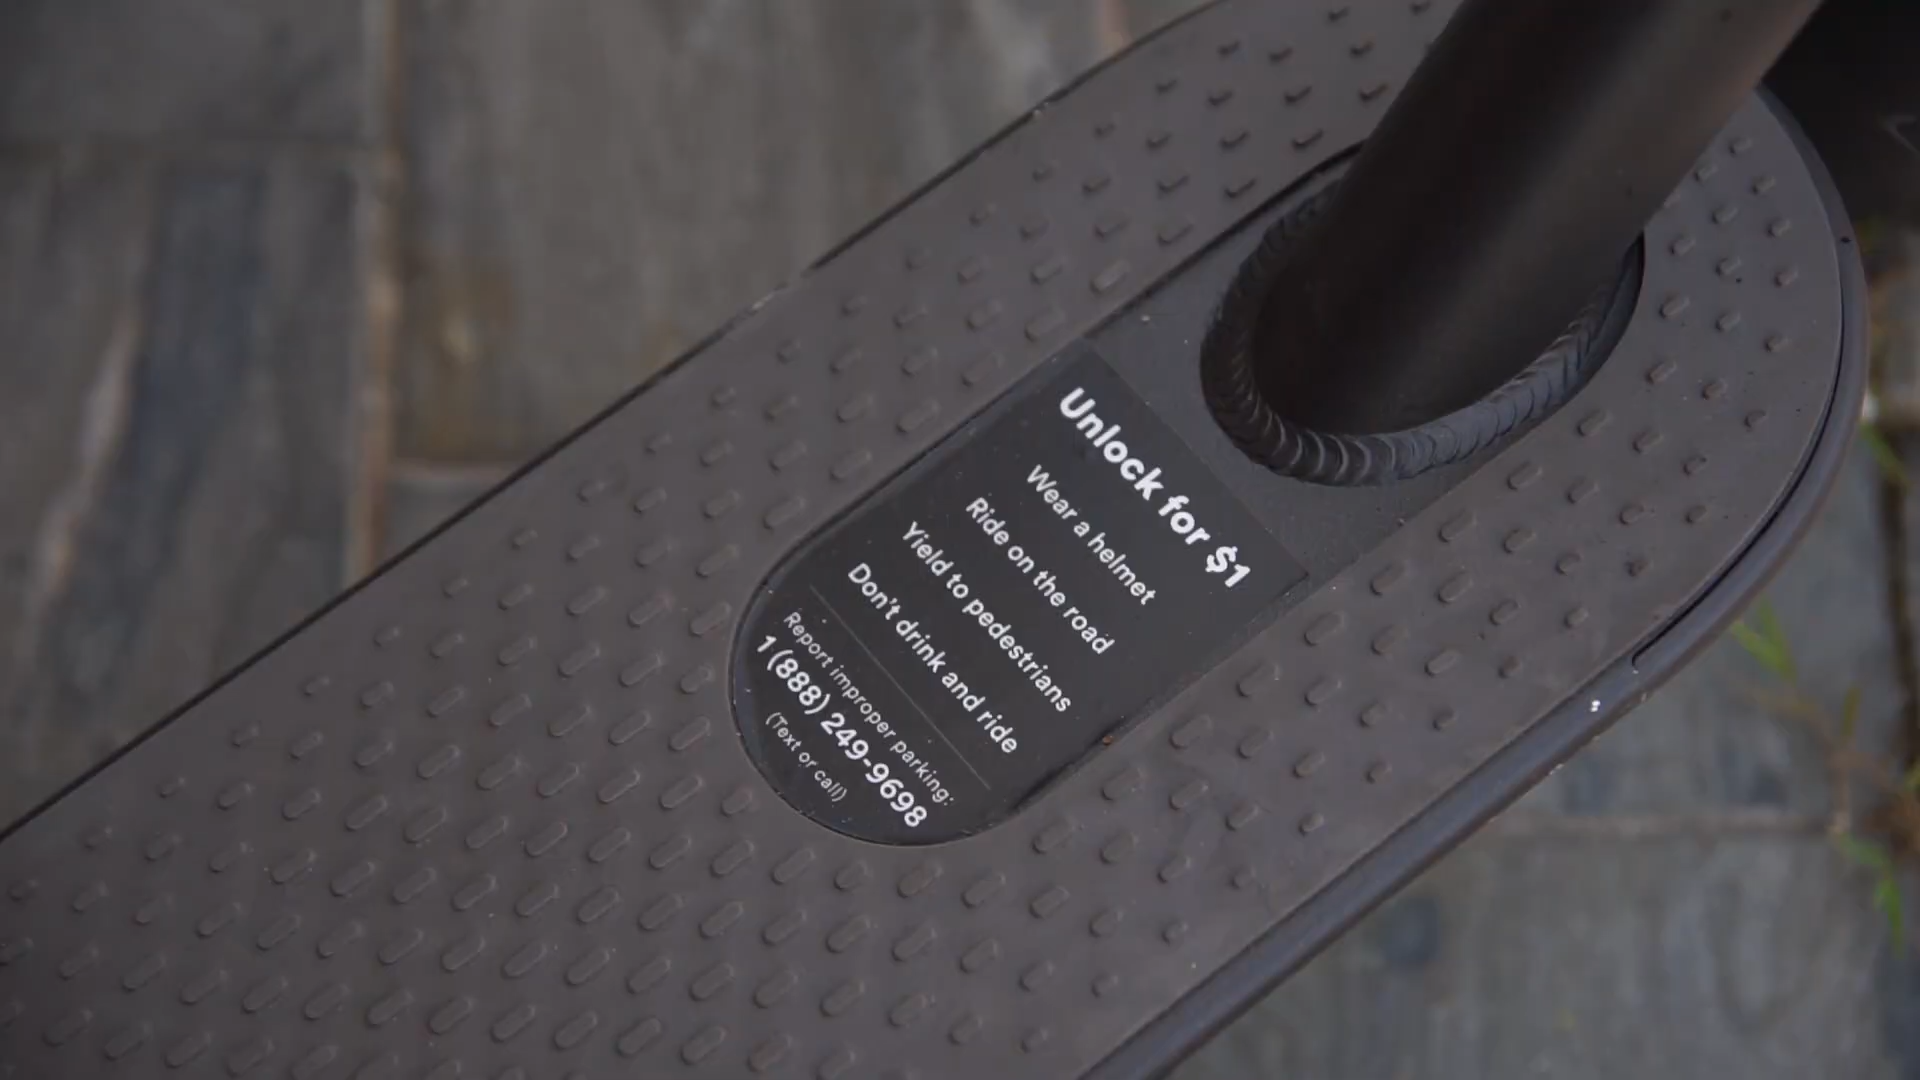 Unlock for $1
Wear a helmet
Ride on the road
Yield to pedestrians
Don't drink and ride
Report improper parking:
1 (888) 249-9698
(Text or call)